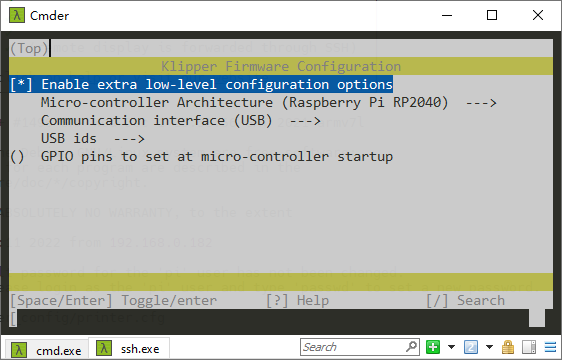 Cmder
(Top)
Klipper Firmware Configuration
[*] Enable extra low-level configuration options
Micro-controller Architecture (Raspberry Pi RP2040)  --->
Communication interface (USB)  --->
USB ids  --->
()  GPIO pins to set at micro-controller startup
[Space/Enter] Toggle/enter [?] Help [/] Search
cmd.exe ssh.exe Search